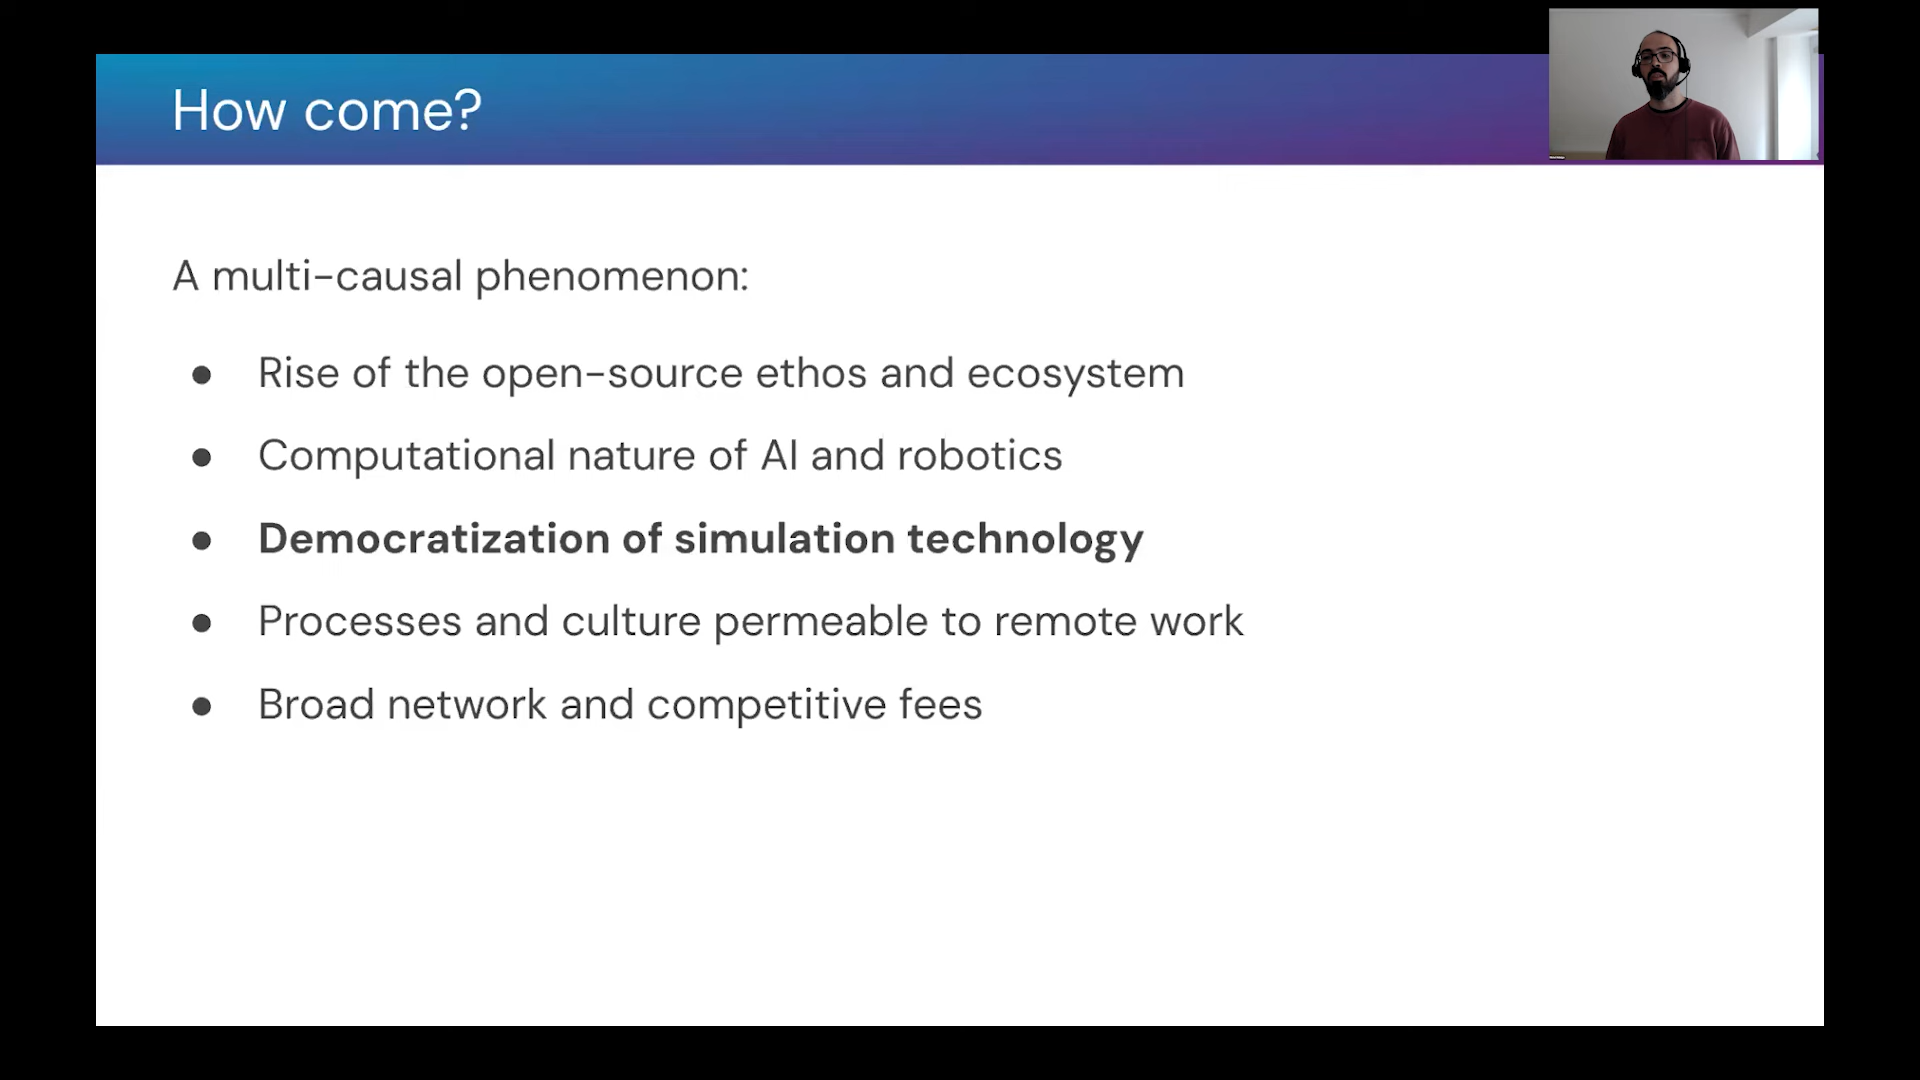 How come?
A multi-causal phenomenon:
● Rise of the open-source ethos and ecosystem
● Computational nature of AI and robotics
● Democratization of simulation technology
● Processes and culture permeable to remote work
● Broad network and competitive fees